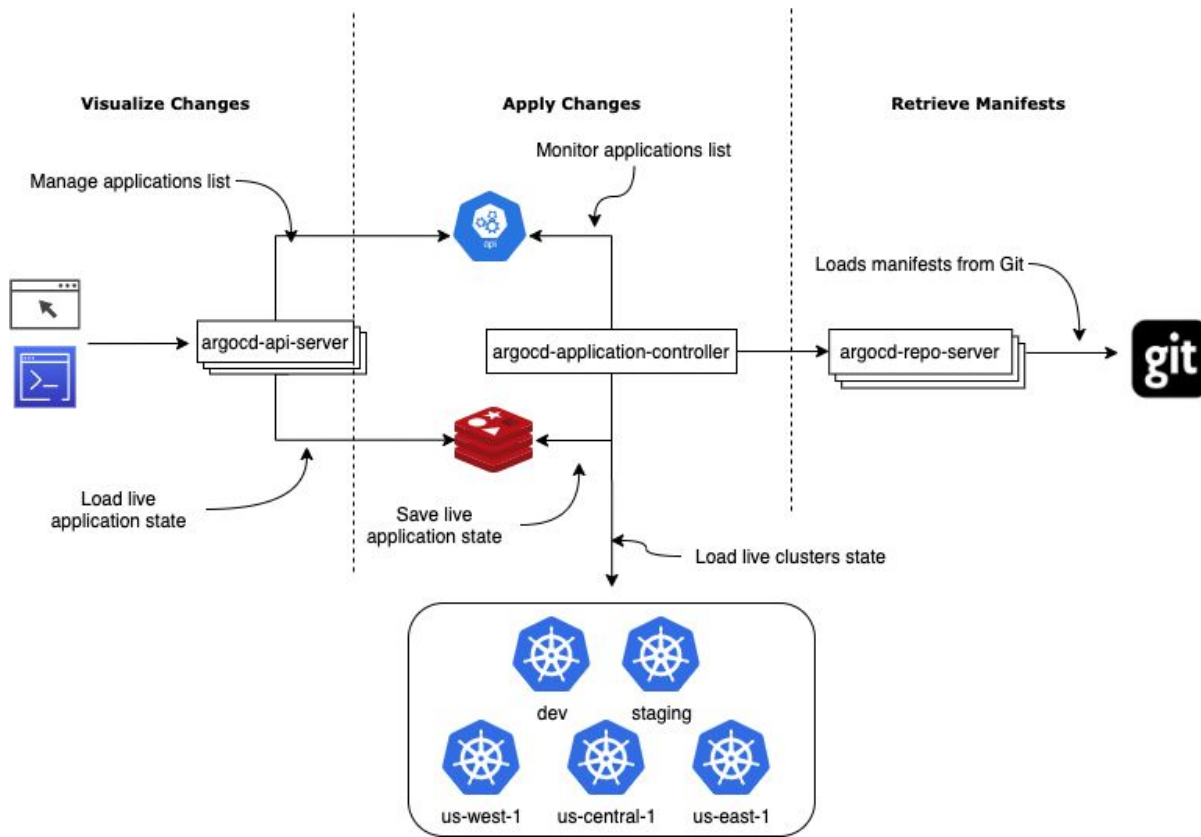 Visualize Changes
Apply Changes
Retrieve Manifests
Monitor applications list
Manage applications list
api
Loads manifests from Git
argocd-api-server
argocd-application-controller
argocd-repo-server
git
>_
Load live
application state
Save live
application state
Load live clusters state
dev
staging
us-west-1
us-central-1
us-east-1